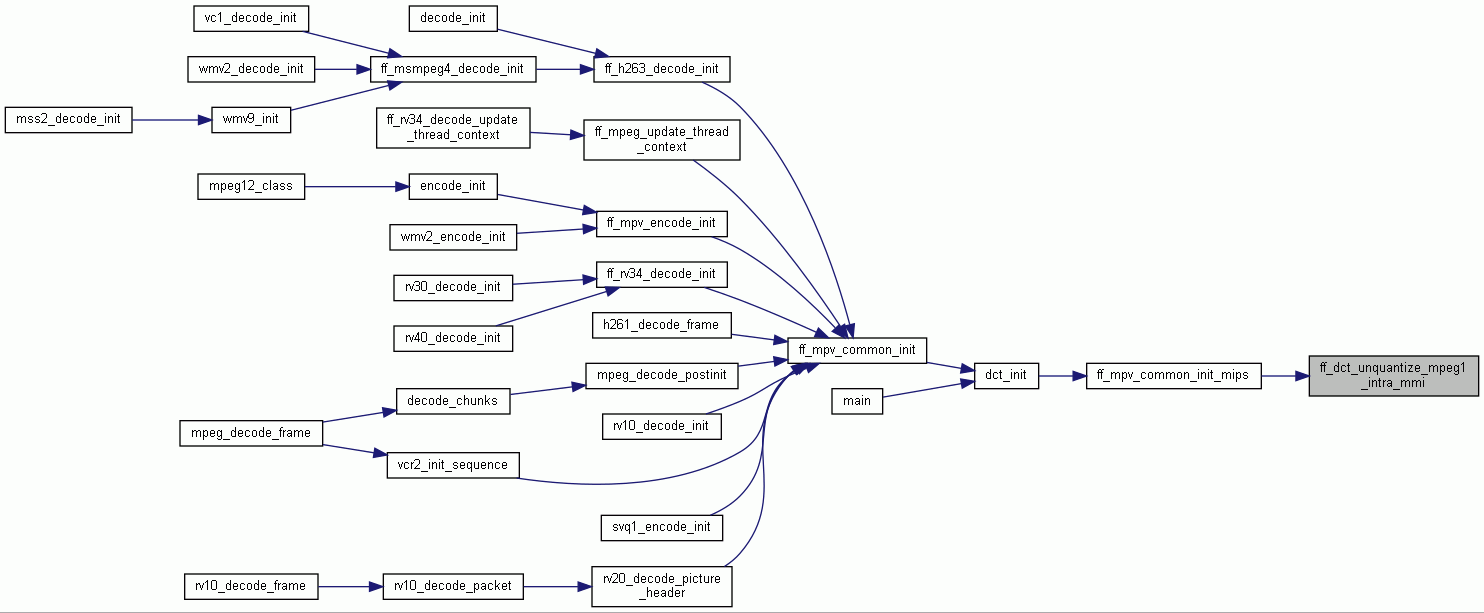 vc1_decode_init
decode_init
wmv2_decode_init
ff_msmpeg4_decode_init
ff_h263_decode_init
mss2_decode_init
wmv9_init
ff_rv34_decode_update
_thread_context
ff_mpeg_update_thread
_context
mpeg12_class
encode_init
ff_mpv_encode_init
wmv2_encode_init
rv30_decode_init
ff_rv34_decode_init
rv40_decode_init
h261_decode_frame
ff_mpv_common_init
mpeg_decode_postinit
dct_init
ff_mpv_common_init_mips
ff_dct_unquantize_mpeg1
_intra_mmi
decode_chunks
main
mpeg_decode_frame
rv10_decode_init
vcr2_init_sequence
svq1_encode_init
rv10_decode_frame
rv10_decode_packet
rv20_decode_picture
_header